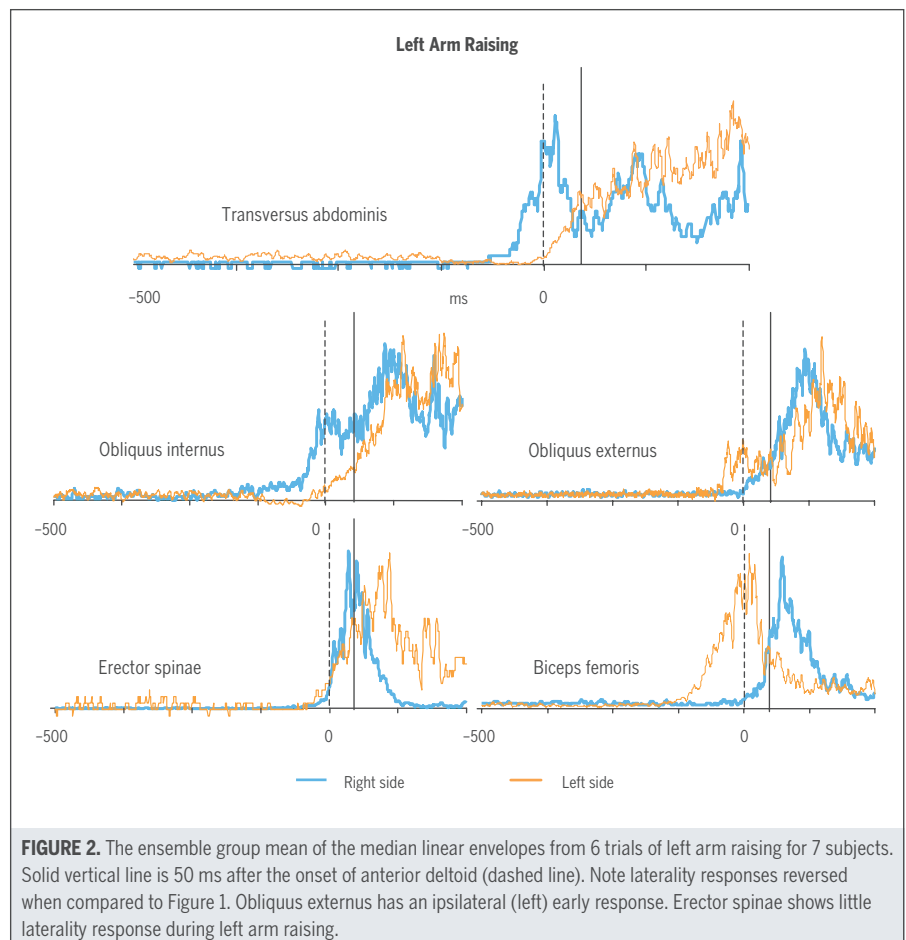 Left Arm Raising
Transversus abdominis
−500 ms 0
Obliquus internus
Obliquus externus
−500 0
−500 0
Erector spinae
Biceps femoris
−500 0
−500 0
Right side Left side
FIGURE 2. The ensemble group mean of the median linear envelopes from 6 trials of left arm raising for 7 subjects.
Solid vertical line is 50 ms after the onset of anterior deltoid (dashed line). Note laterality responses reversed
when compared to Figure 1. Obliquus externus has an ipsilateral (left) early response. Erector spinae shows little
laterality response during left arm raising.